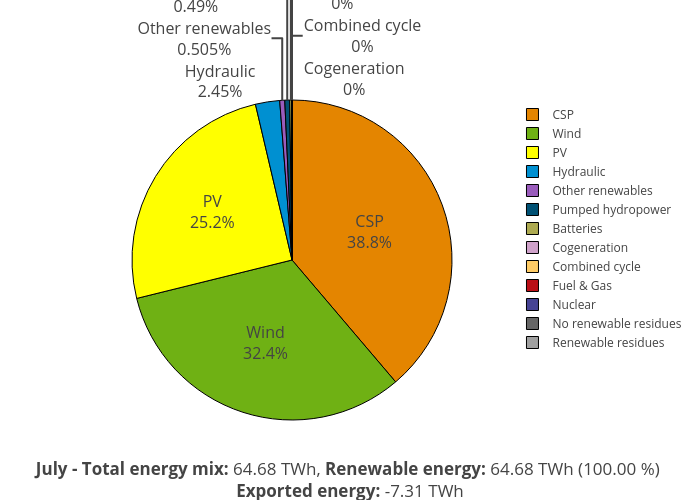 0.49%
0%
Other renewables
0.505%
Combined cycle
0%
Hydraulic
2.45%
Cogeneration
0%
PV
25.2%
CSP
38.8%
Wind
32.4%
CSP
Wind
PV
Hydraulic
Other renewables
Pumped hydropower
Batteries
Cogeneration
Combined cycle
Fuel & Gas
Nuclear
No renewable residues
Renewable residues
July - Total energy mix: 64.68 TWh, Renewable energy: 64.68 TWh (100.00 %)
Exported energy: -7.31 TWh